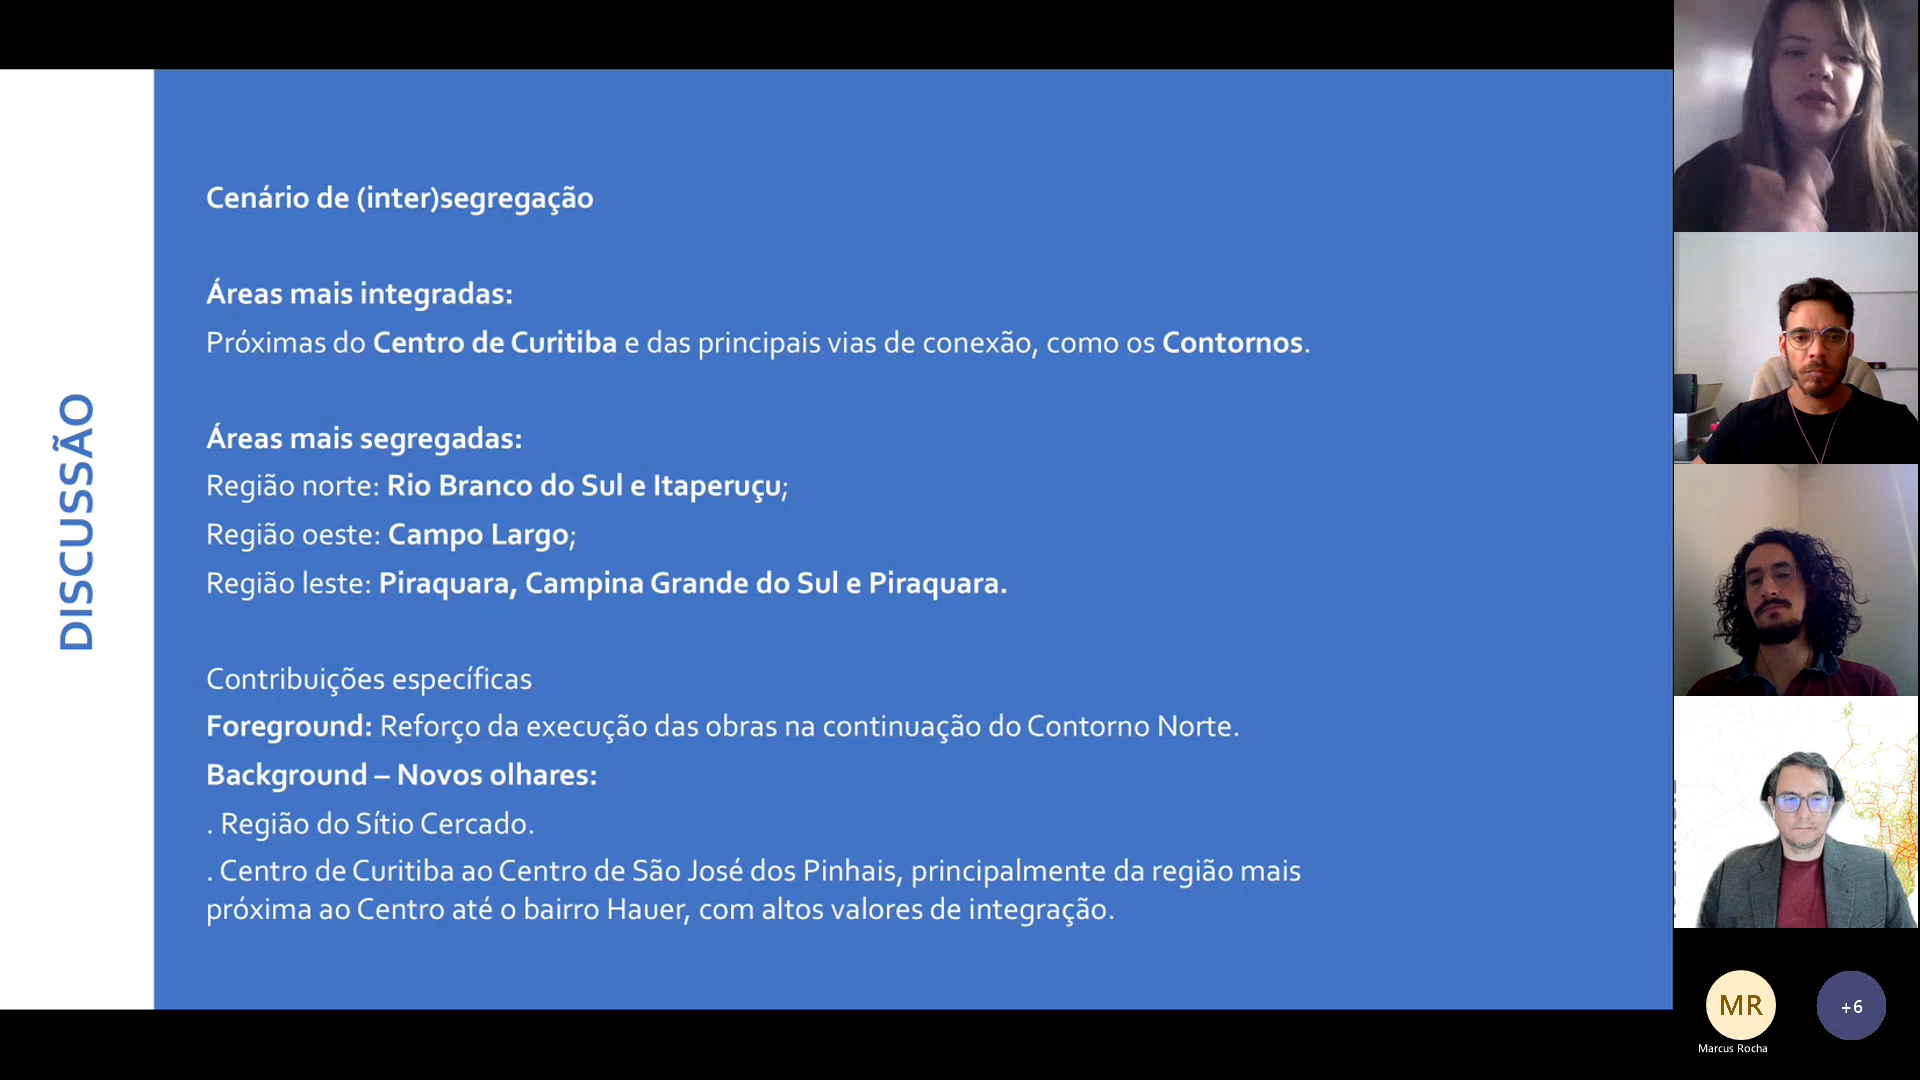 DISCUSSÃO
Cenário de (inter)segregação
Áreas mais integradas:
Próximas do Centro de Curitiba e das principais vias de conexão, como os Contornos.
Áreas mais segregadas:
Região norte: Rio Branco do Sul e Itaperuçu;
Região oeste: Campo Largo;
Região leste: Piraquara, Campina Grande do Sul e Piraquara.
Contribuições específicas
Foreground: Reforço da execução das obras na continuação do Contorno Norte.
Background – Novos olhares:
. Região do Sítio Cercado.
. Centro de Curitiba ao Centro de São José dos Pinhais, principalmente da região mais
próxima ao Centro até o bairro Hauer, com altos valores de integração.
MR
+6
Marcus Rocha